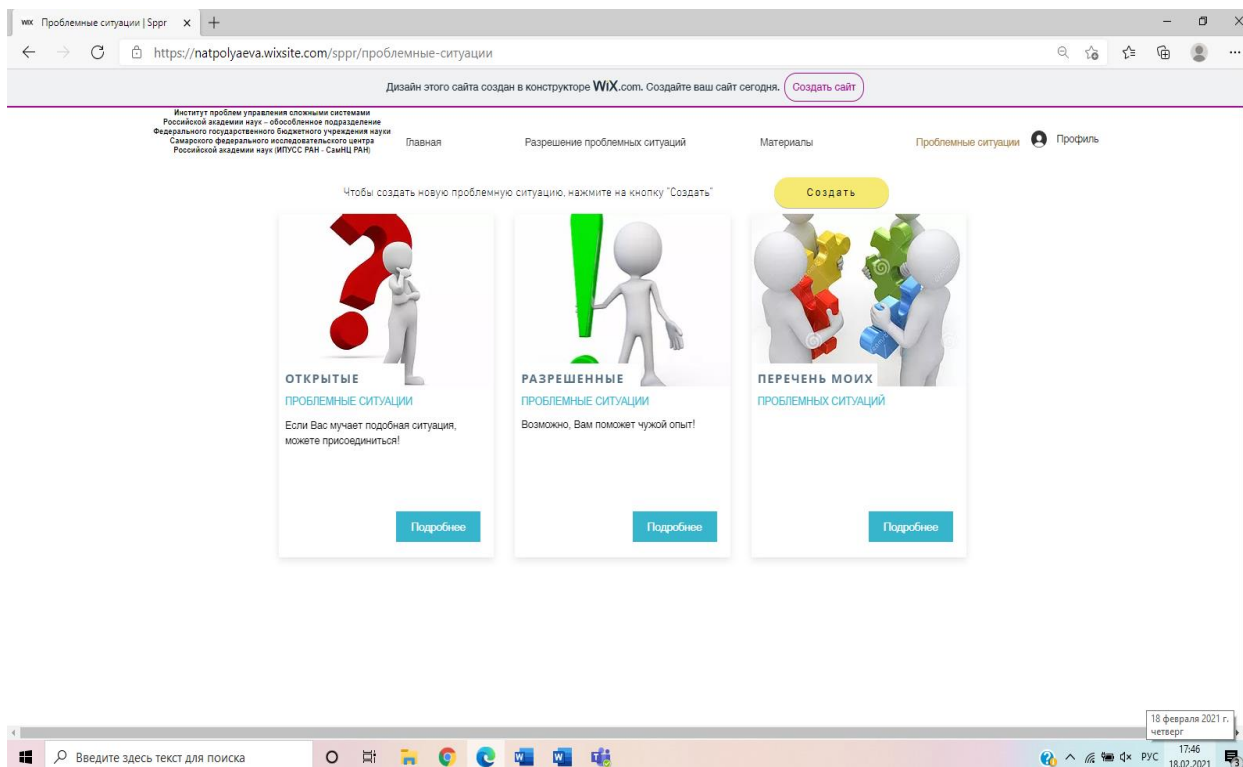 WiX Проблемные ситуации | Sppr
https://natpolyaeva.wixsite.com/sppr/проблемные-ситуации
Дизайн этого сайта создан в конструкторе WiX.com. Создайте ваш сайт сегодня. Создать сайт
Институт проблем управления сложными системами
Российской академии наук – обособленное подразделение
Федерального государственного бюджетного учреждения науки
Самарского федерального исследовательского центра
Российской академии наук (ИПУСС РАН - СамНЦ РАН)
Главная Разрешение проблемных ситуаций Материалы Проблемные ситуации Профиль
Чтобы создать новую проблемную ситуацию, нажмите на кнопку "Создать" Создать
ОТКРЫТЫЕ
ПРОБЛЕМНЫЕ СИТУАЦИИ
Если Вас мучает подобная ситуация,
можете присоединиться!
Подробнее
РАЗРЕШЕННЫЕ
ПРОБЛЕМНЫЕ СИТУАЦИИ
Возможно, Вам поможет чужой опыт!
Подробнее
ПЕРЕЧЕНЬ МОИХ
ПРОБЛЕМНЫХ СИТУАЦИЙ
Подробнее
18 февраля 2021 г.
четверг
Введите здесь текст для поиска
РУС
17:46
18.02.2021